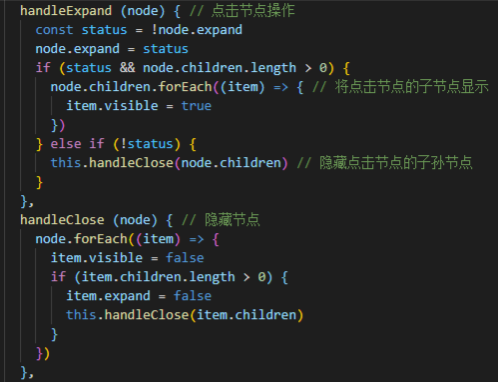 handleExpand (node) { // 点击节点操作
  const status = !node.expand
  node.expand = status
  if (status && node.children.length > 0) {
    node.children.forEach((item) => { // 将点击节点的子节点显示
      item.visible = true
    })
  } else if (!status) {
    this.handleClose(node.children) // 隐藏点击节点的子孙节点
  }
},
handleClose (node) { // 隐藏节点
  node.forEach((item) => {
    item.visible = false
    if (item.children.length > 0) {
      item.expand = false
      this.handleClose(item.children)
    }
  })
},